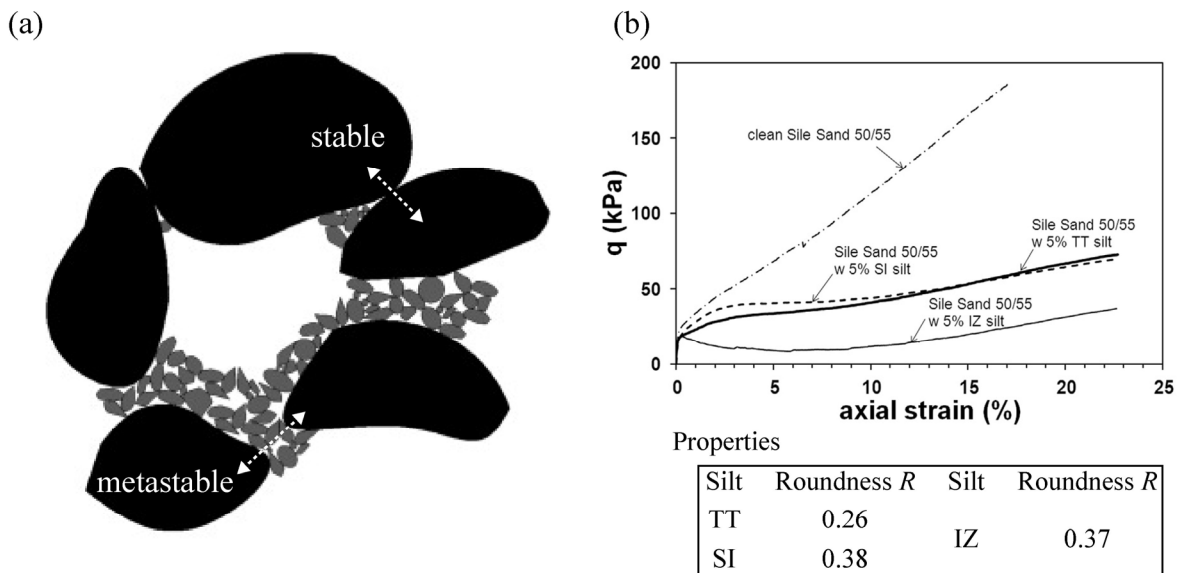 (a)
stable
metastable
(b)
200
150
100
50
0
q (kPa)
clean Sile Sand 50/55
Sile Sand 50/55
w 5% SI silt
Sile Sand 50/55
w 5% TT silt
Sile Sand 50/55
w 5% IZ silt
0 5 10 15 20 25
axial strain (%)
Properties
Silt Roundness R Silt Roundness R
TT 0.26
IZ 0.37
SI 0.38